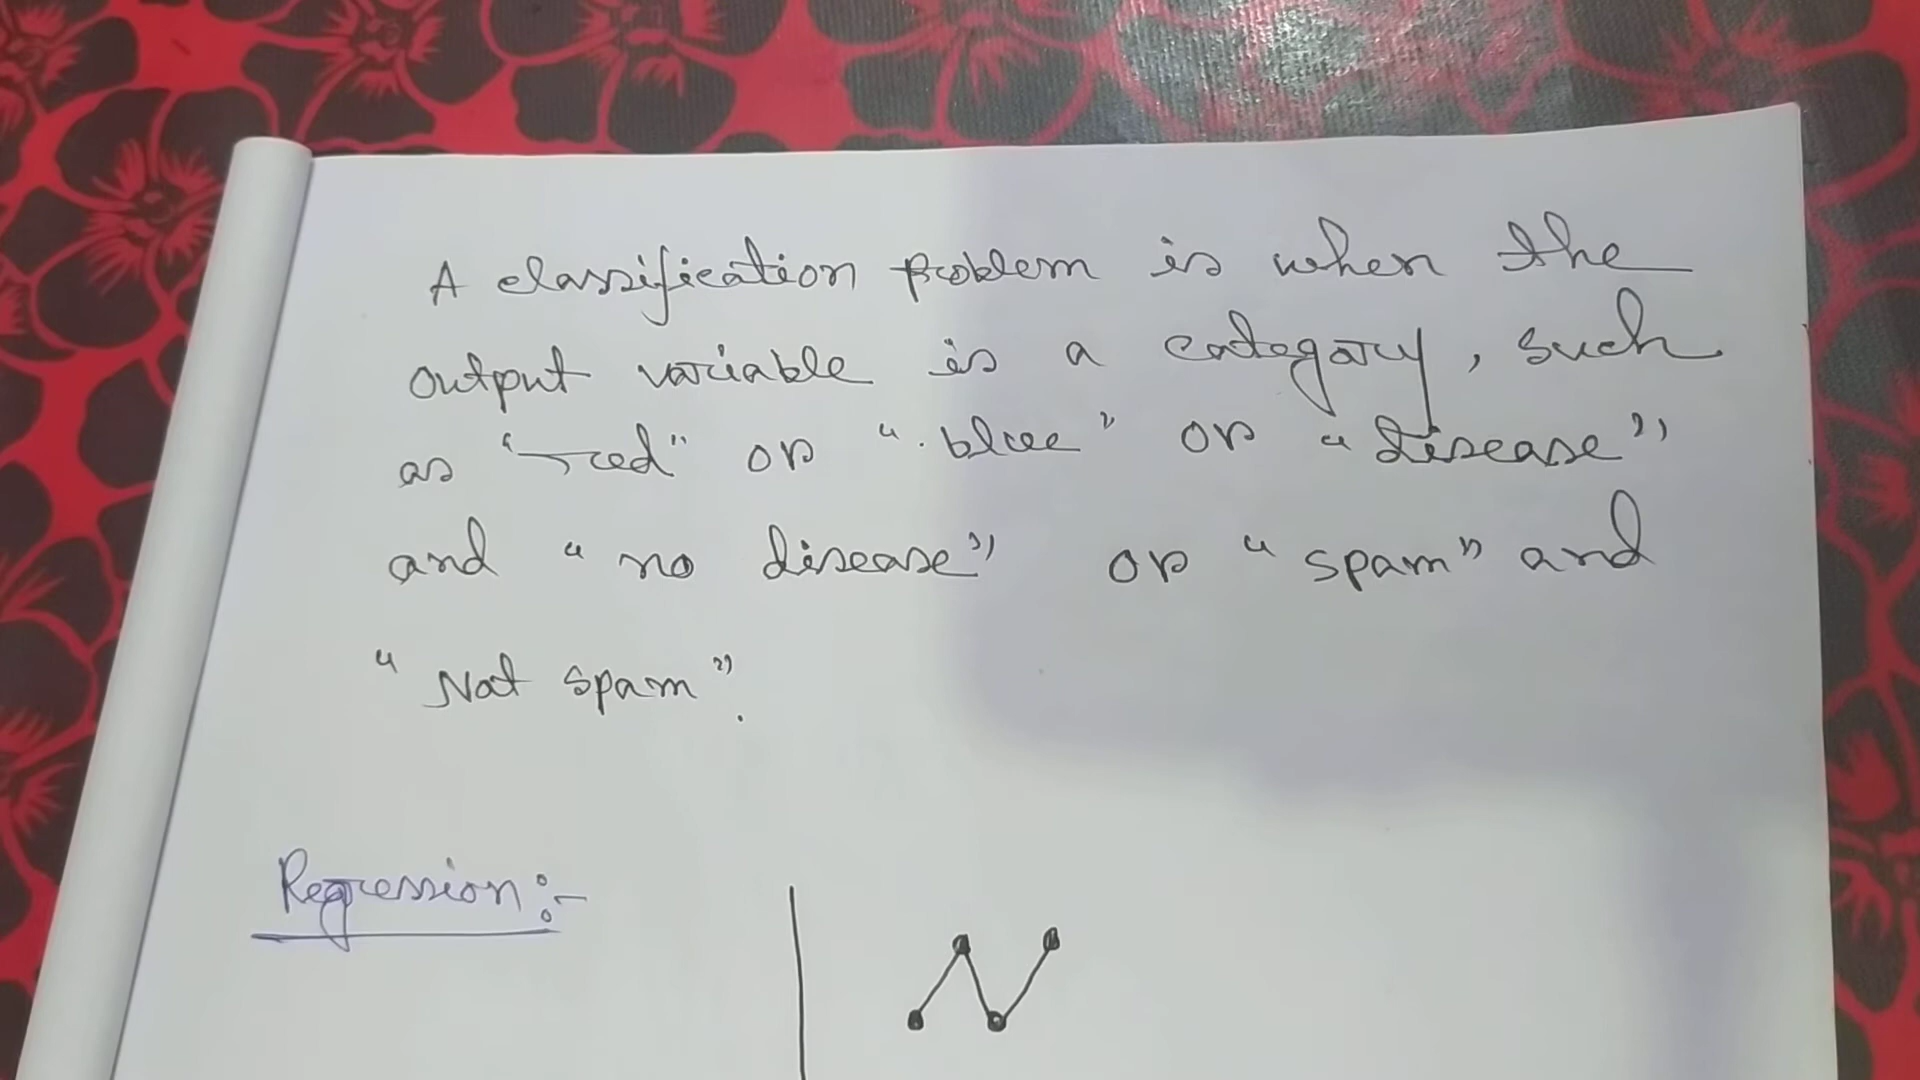 A classification problem is when the
output variable is a category, such
as "red" or "blue" or "disease"
and "no disease" or "spam" and
"Not spam".
Regression:-